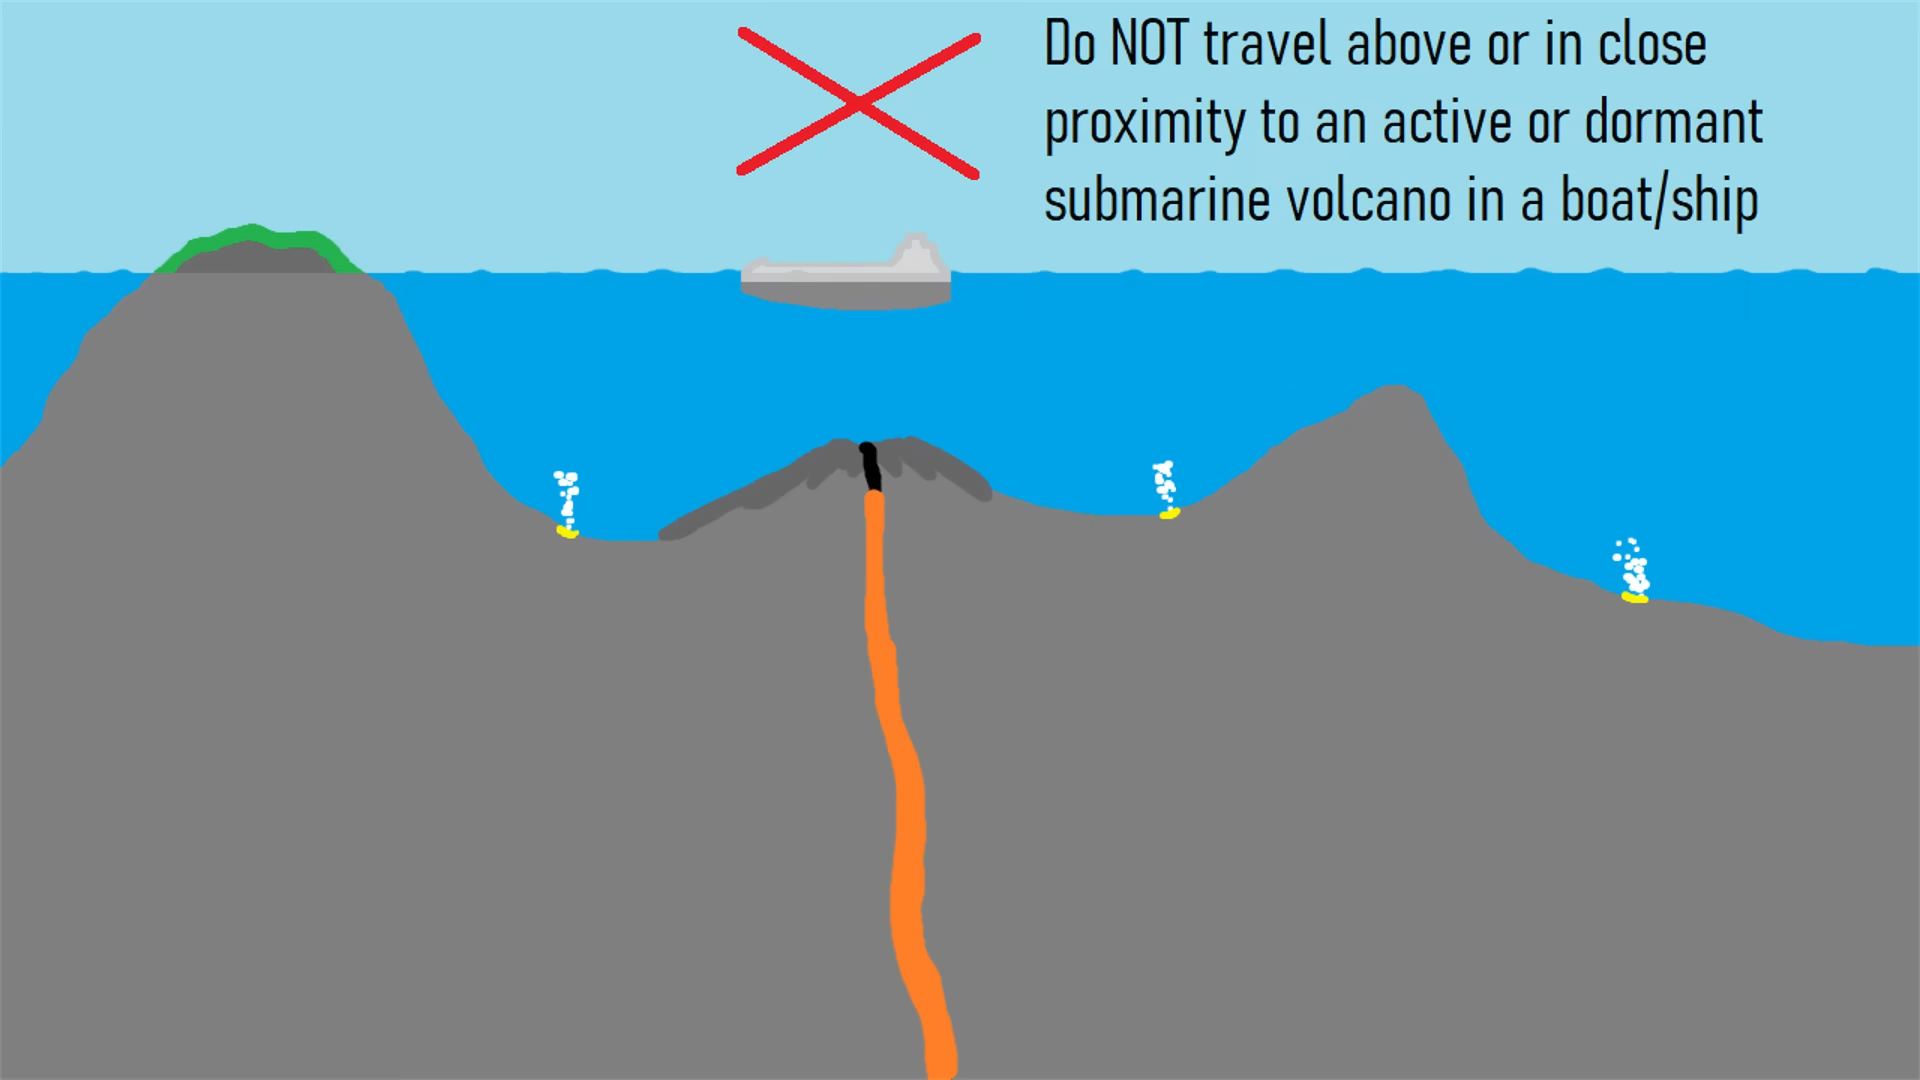 Do NOT travel above or in close
proximity to an active or dormant
submarine volcano in a boat/ship